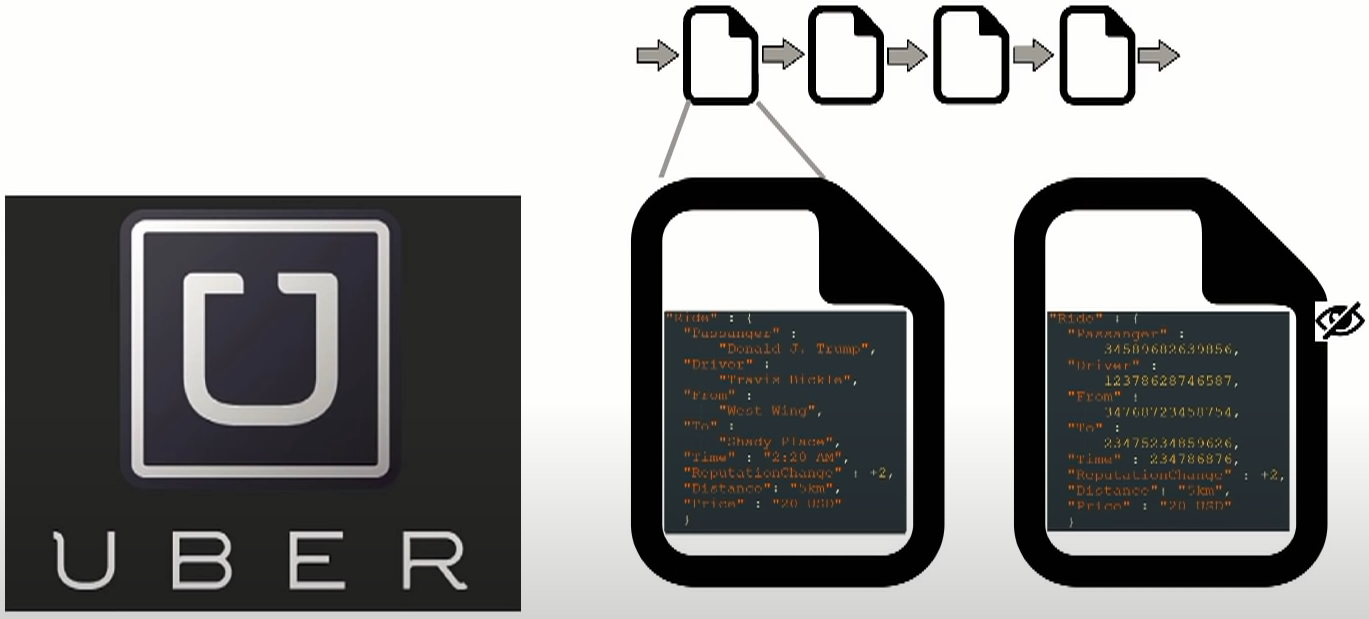 UBER
"Ride" : {
"Passanger" :
"Donald J. Trump",
"Driver" :
"Travis Bickle",
"From" :
"West Wing",
"To" :
"Shady Place",
"Time" : "2:20 AM",
"ReputationChange" : +2,
"Distance": "5km",
"Price" : "20 USD"
}
"Ride" : {
"Passanger" :
34589682639856,
"Driver" :
12378628746587,
"From" :
34768723458754,
"To" :
23475234859626,
"Time" : 234786876,
"ReputationChange" : +2,
"Distance": "5km",
"Price" : "20 USD"
}